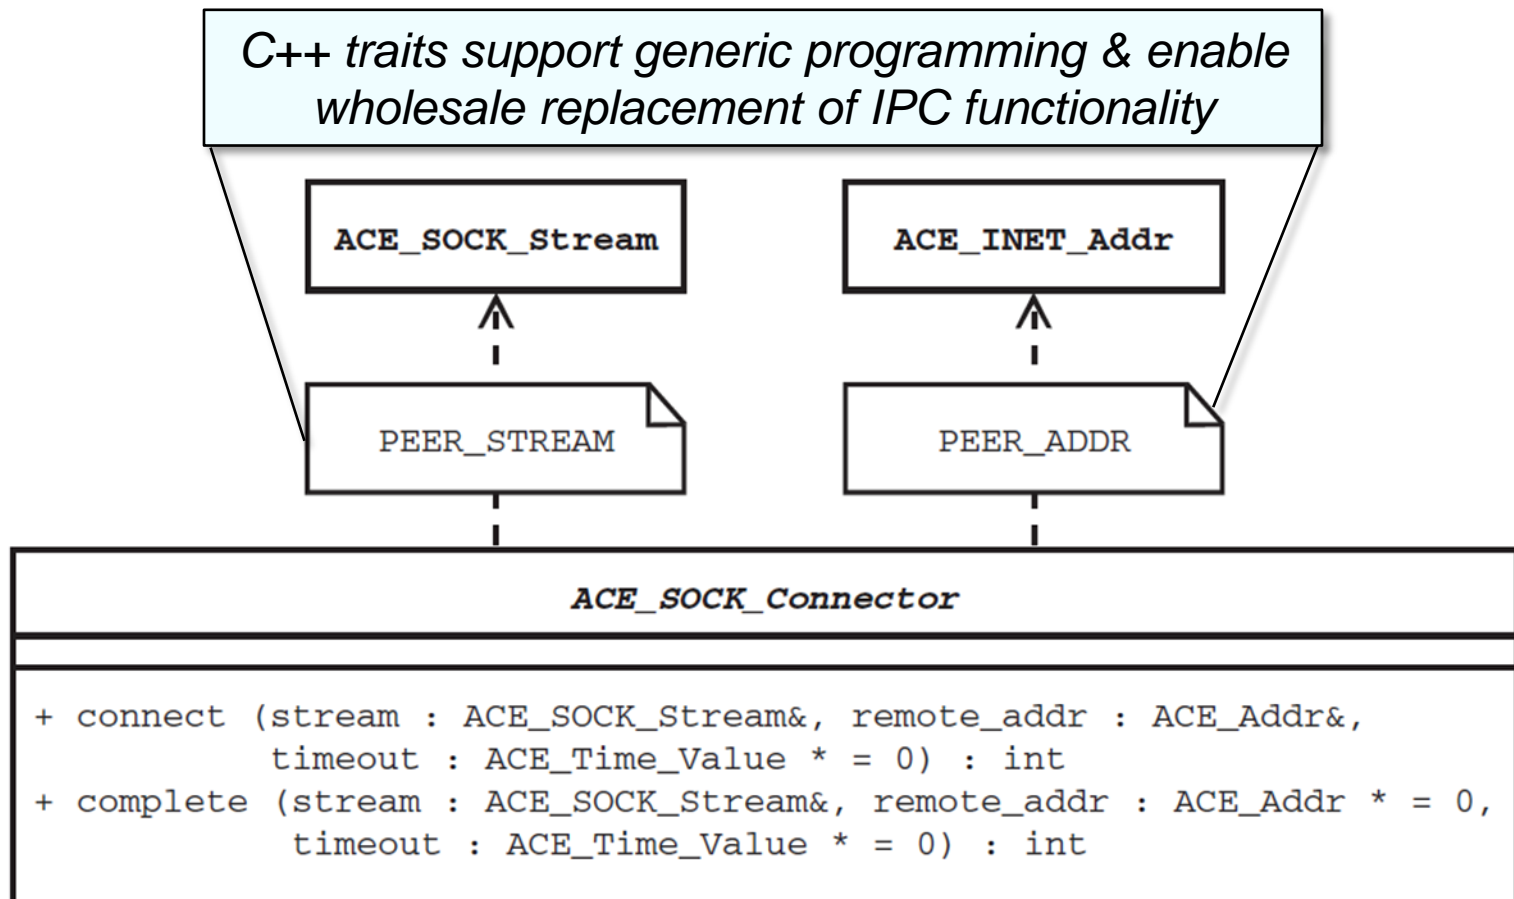 C++ traits support generic programming & enable
wholesale replacement of IPC functionality
ACE_SOCK_Stream
ACE_INET_Addr
PEER_STREAM
PEER_ADDR
ACE_SOCK_Connector
+ connect (stream : ACE_SOCK_Stream&, remote_addr : ACE_Addr&,
timeout : ACE_Time_Value * = 0) : int
+ complete (stream : ACE_SOCK_Stream&, remote_addr : ACE_Addr * = 0,
timeout : ACE_Time_Value * = 0) : int